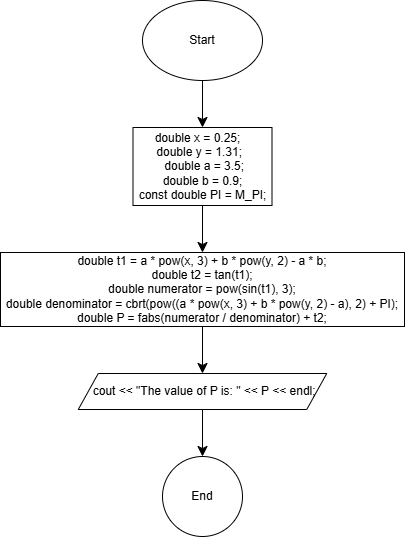 Start
double x = 0.25;
double y = 1.31;
double a = 3.5;
double b = 0.9;
const double PI = M_PI;
double t1 = a * pow(x, 3) + b * pow(y, 2) - a * b;
double t2 = tan(t1);
double numerator = pow(sin(t1), 3);
double denominator = cbrt(pow((a * pow(x, 3) + b * pow(y, 2) - a), 2) + PI);
double P = fabs(numerator / denominator) + t2;
cout << "The value of P is: " << P << endl;
End